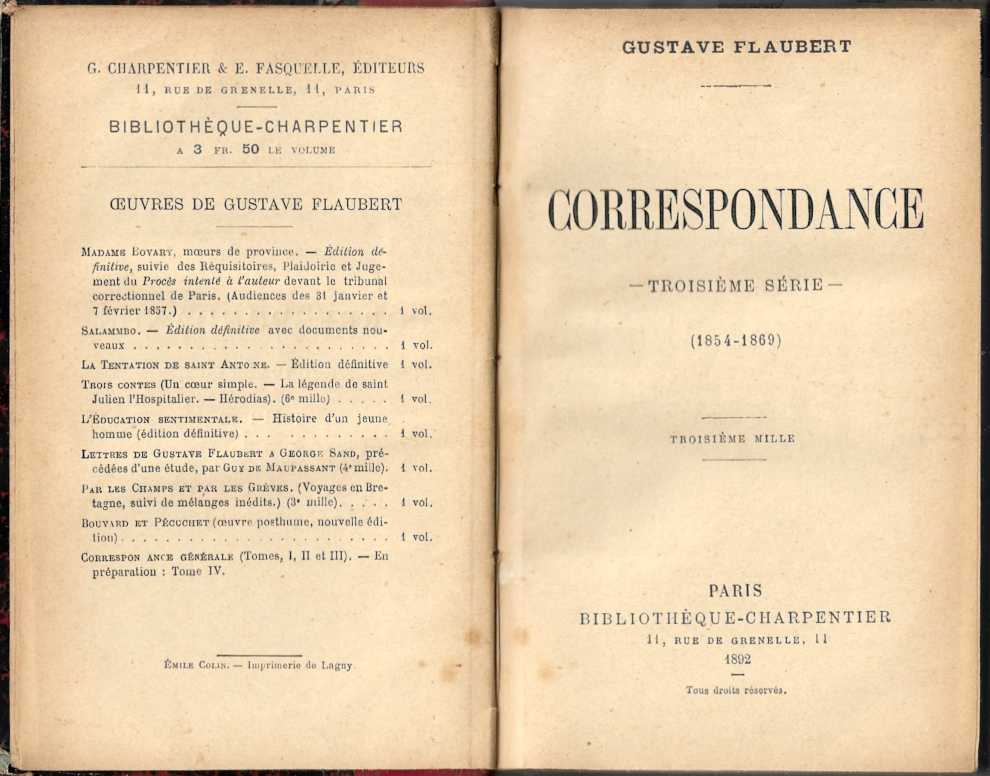 G. CHARPENTIER & E. FASQUELLE, ÉDITEURS
11, RUE DE GRENELLE, 11, PARIS
BIBLIOTHÈQUE-CHARPENTIER
A 3 FR. 50 LE VOLUME
ŒUVRES DE GUSTAVE FLAUBERT
MADAME BOVARY, mœurs de province. — Édition dé-
finitive, suivie des Réquisitoires, Plaidoirie et Juge-
ment du Procès intenté à l'auteur devant le tribunal
correctionnel de Paris. (Audiences des 31 janvier et
7 février 1857.) . . . . . . . . . . . . . . . . . . 1 vol.
SALAMMBO. — Édition définitive avec documents nou-
veaux . . . . . . . . . . . . . . . . . . . . . . . 1 vol.
LA TENTATION DE SAINT ANTO NE. — Édition définitive 1 vol.
TROIS CONTES (Un cœur simple. — La légende de saint
Julien l'Hospitalier. — Hérodias). (6e mille) . . . . . 1 vol.
L'ÉDUCATION SENTIMENTALE. — Histoire d'un jeune
homme (édition définitive) . . . . . . . . . . . . . 1 vol.
LETTRES DE GUSTAVE FLAUBERT A GEORGE SAND, pré-
cédées d'une étude, par GUY DE MAUPASSANT (4e mille). 1 vol.
PAR LES CHAMPS ET PAR LES GRÈVES. (Voyages en Bre-
tagne, suivi de mélanges inédits.) (3e mille). . . . . 1 vol.
BOUVARD ET PÉCUCHET (œuvre posthume, nouvelle édi-
tion) . . . . . . . . . . . . . . . . . . . . . . . . 1 vol.
CORRESPON ANCE GÉNÉRALE (Tomes, I, II et III). — En
préparation : Tome IV.
ÉMILE COLIN. — Imprimerie de Lagny
GUSTAVE FLAUBERT
CORRESPONDANCE
— TROISIÈME SÉRIE —
(1854-1869)
TROISIÈME MILLE
PARIS
BIBLIOTHÈQUE-CHARPENTIER
11, RUE DE GRENELLE, 11
1892
Tous droits réservés.